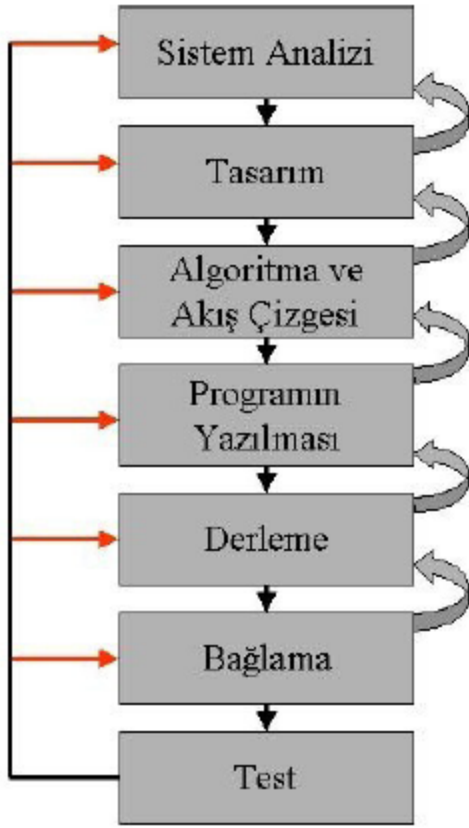 Sistem Analizi
Tasarım
Algoritma ve
Akış Çizgesi
Programın
Yazılması
Derleme
Bağlama
Test